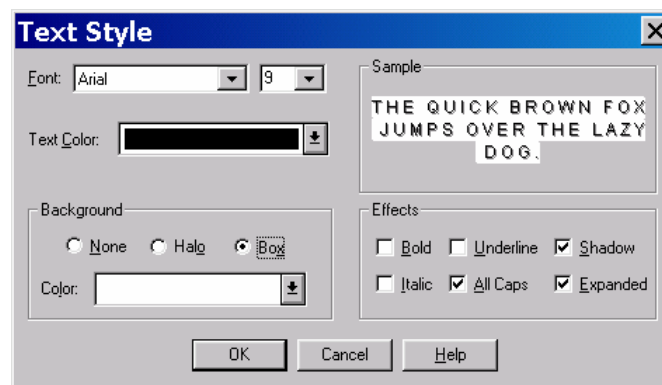 Text Style
Font: Arial 9
Text Color:
Sample
THE QUICK BROWN FOX
JUMPS OVER THE LAZY
DOG.
Background
None Halo Box
Color:
Effects
Bold Underline Shadow
Italic All Caps Expanded
OK Cancel Help